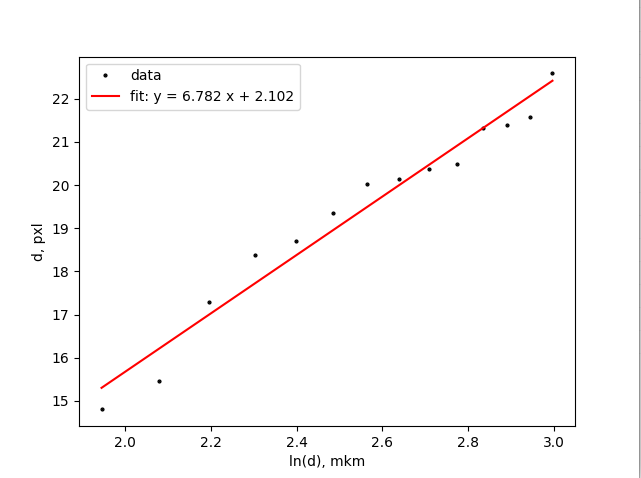 data
fit: y = 6.782 x + 2.102
22
21
20
19
18
17
16
15
d, pxl
2.0 2.2 2.4 2.6 2.8 3.0
ln(d), mkm